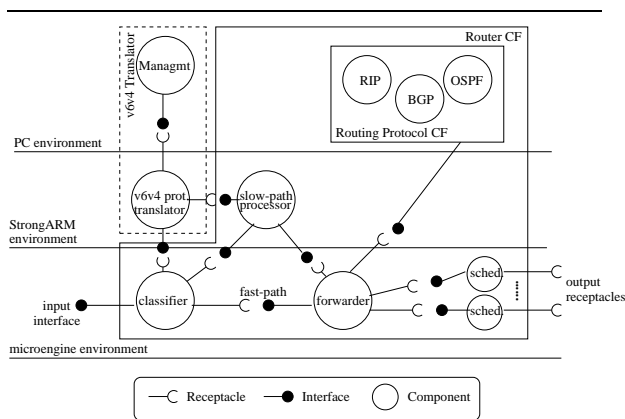 Router CF
v6v4 Translator
Managmt
RIP
OSPF
BGP
Routing Protocol CF
PC environment
v6v4 prot.
translator
slow-path
processor
StrongARM
environment
sched.
input
interface
classifier
fast-path
forwarder
sched.
output
receptacles
microengine environment
Receptacle
Interface
Component